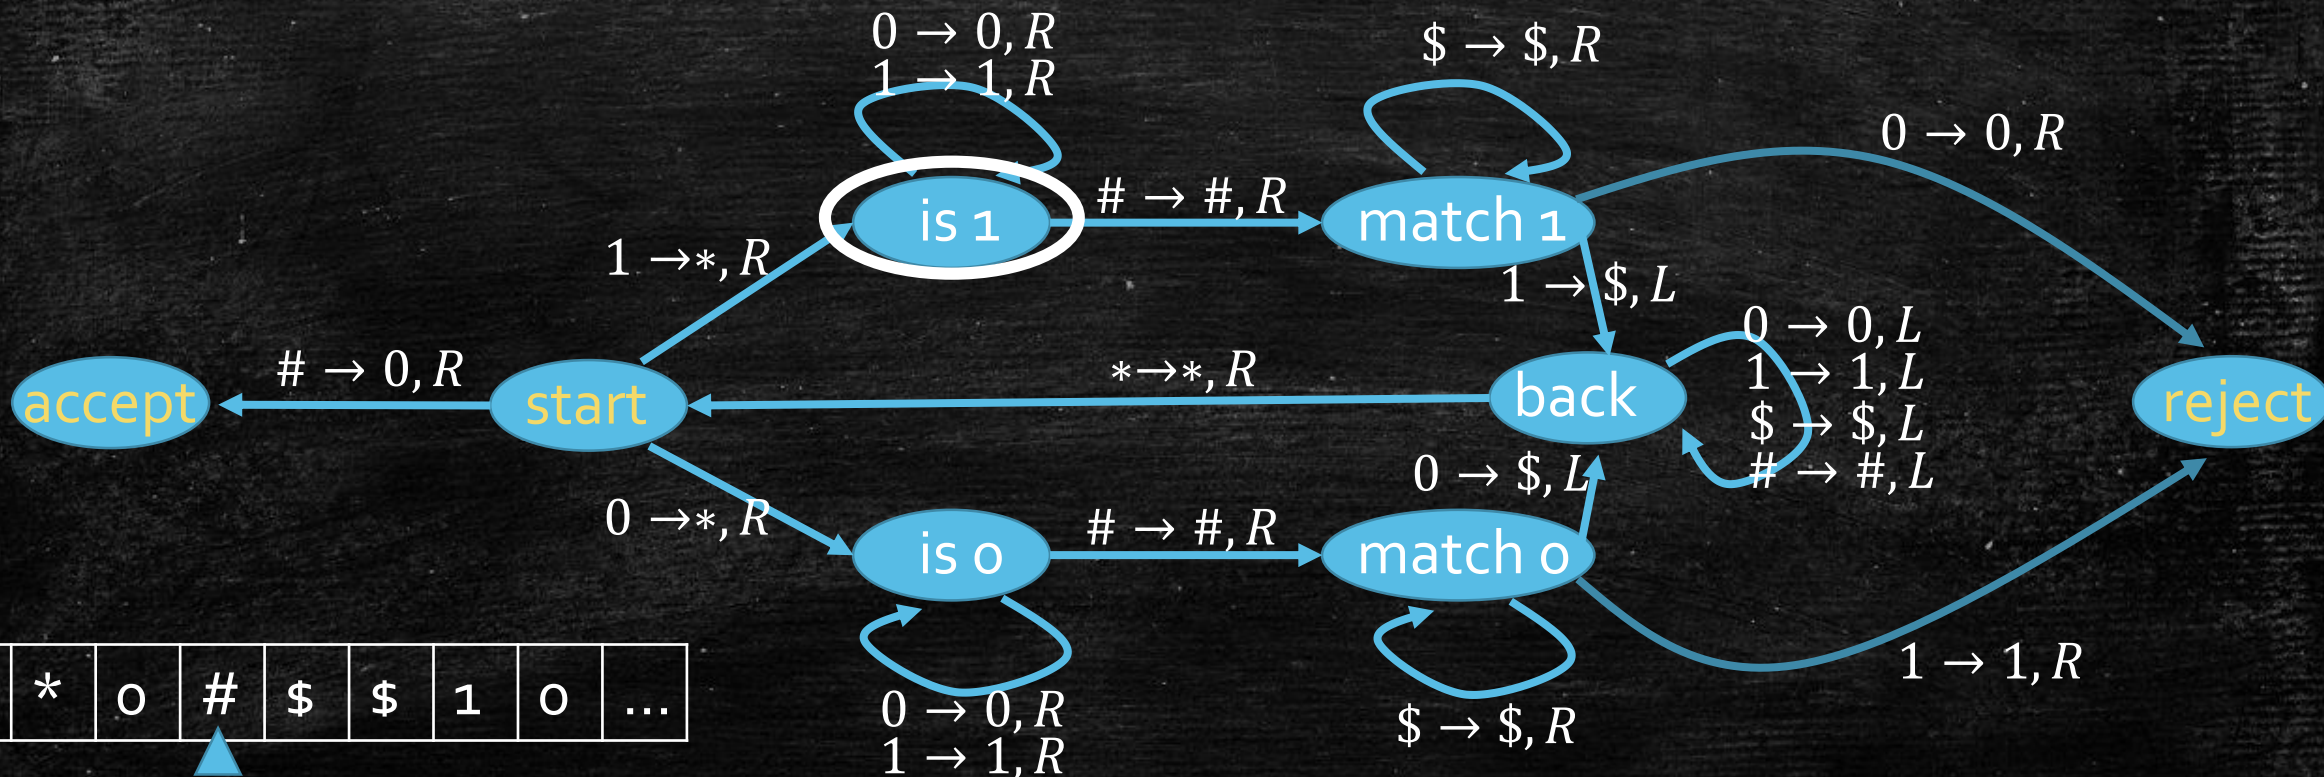 0 → 0, R
1 → 1, R
$ → $, R
0 → 0, R
is 1
# → #, R
match 1
1 →*, R
1 → $, L
accept
# → 0, R
start
*→*, R
back
0 → 0, L
1 → 1, L
$ → $, L
# → #, L
reject
0 → $, L
0 →*, R
is 0
# → #, R
match 0
1 → 1, R
0 → 0, R
1 → 1, R
$ → $, R
* 0 # $ $ 1 0 ...